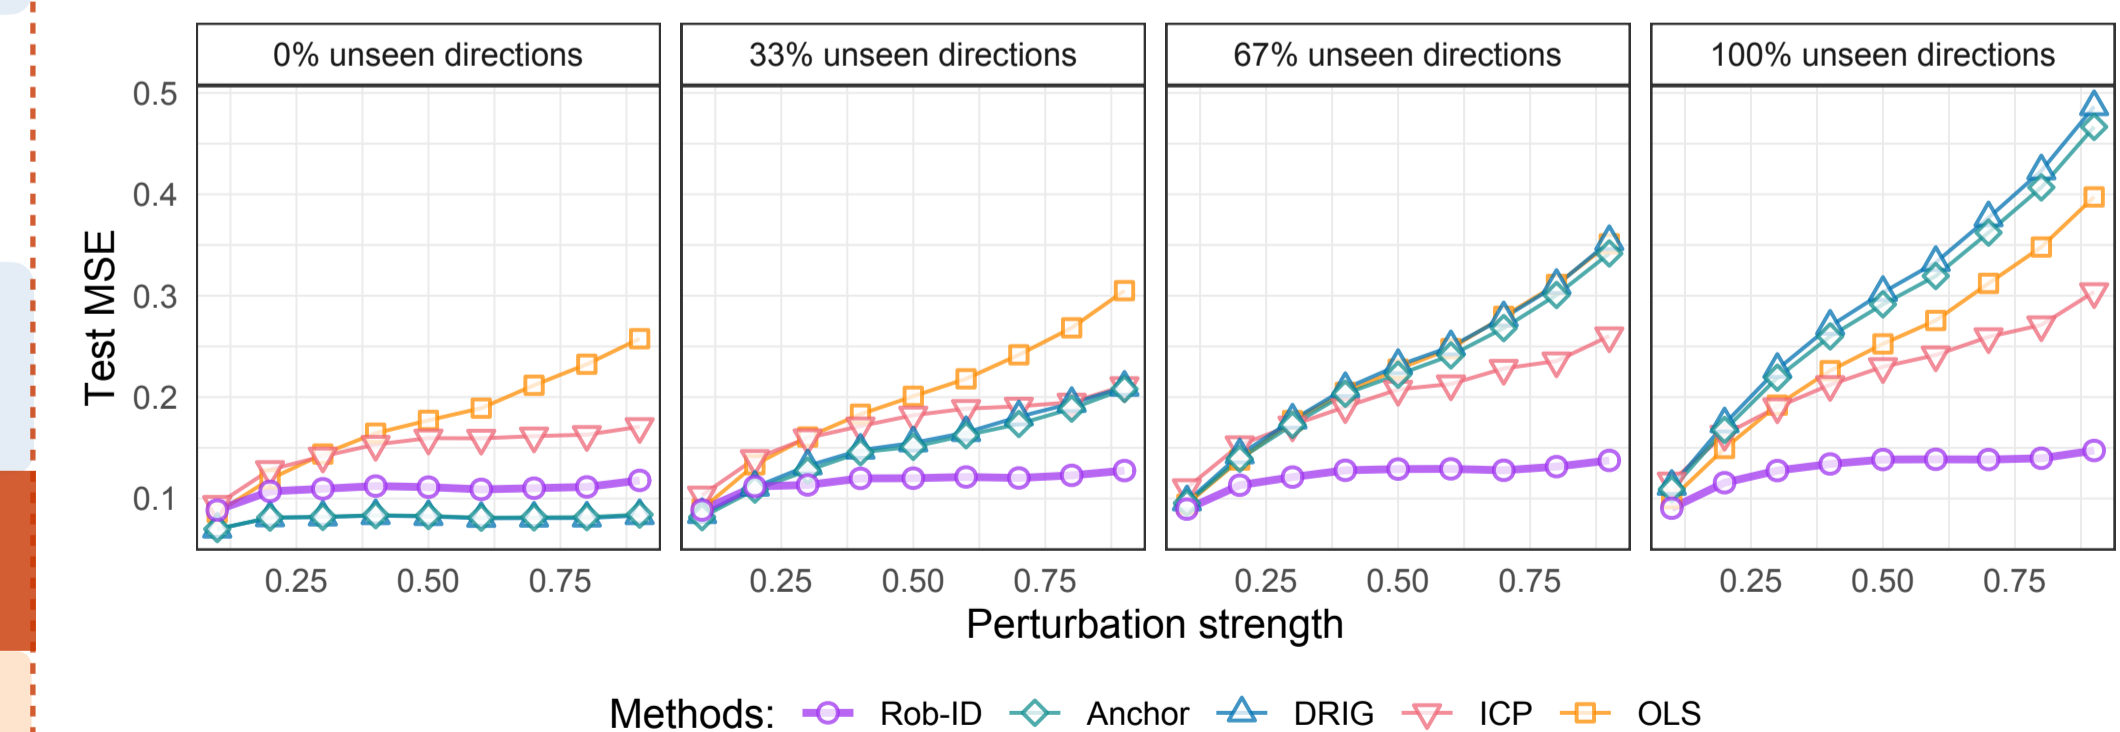 0% unseen directions
33% unseen directions
67% unseen directions
100% unseen directions
0.5
0.4
0.3
0.2
0.1
Test MSE
0.25 0.50 0.75
0.25 0.50 0.75
0.25 0.50 0.75
0.25 0.50 0.75
Perturbation strength
Methods: Rob-ID Anchor DRIG ICP OLS